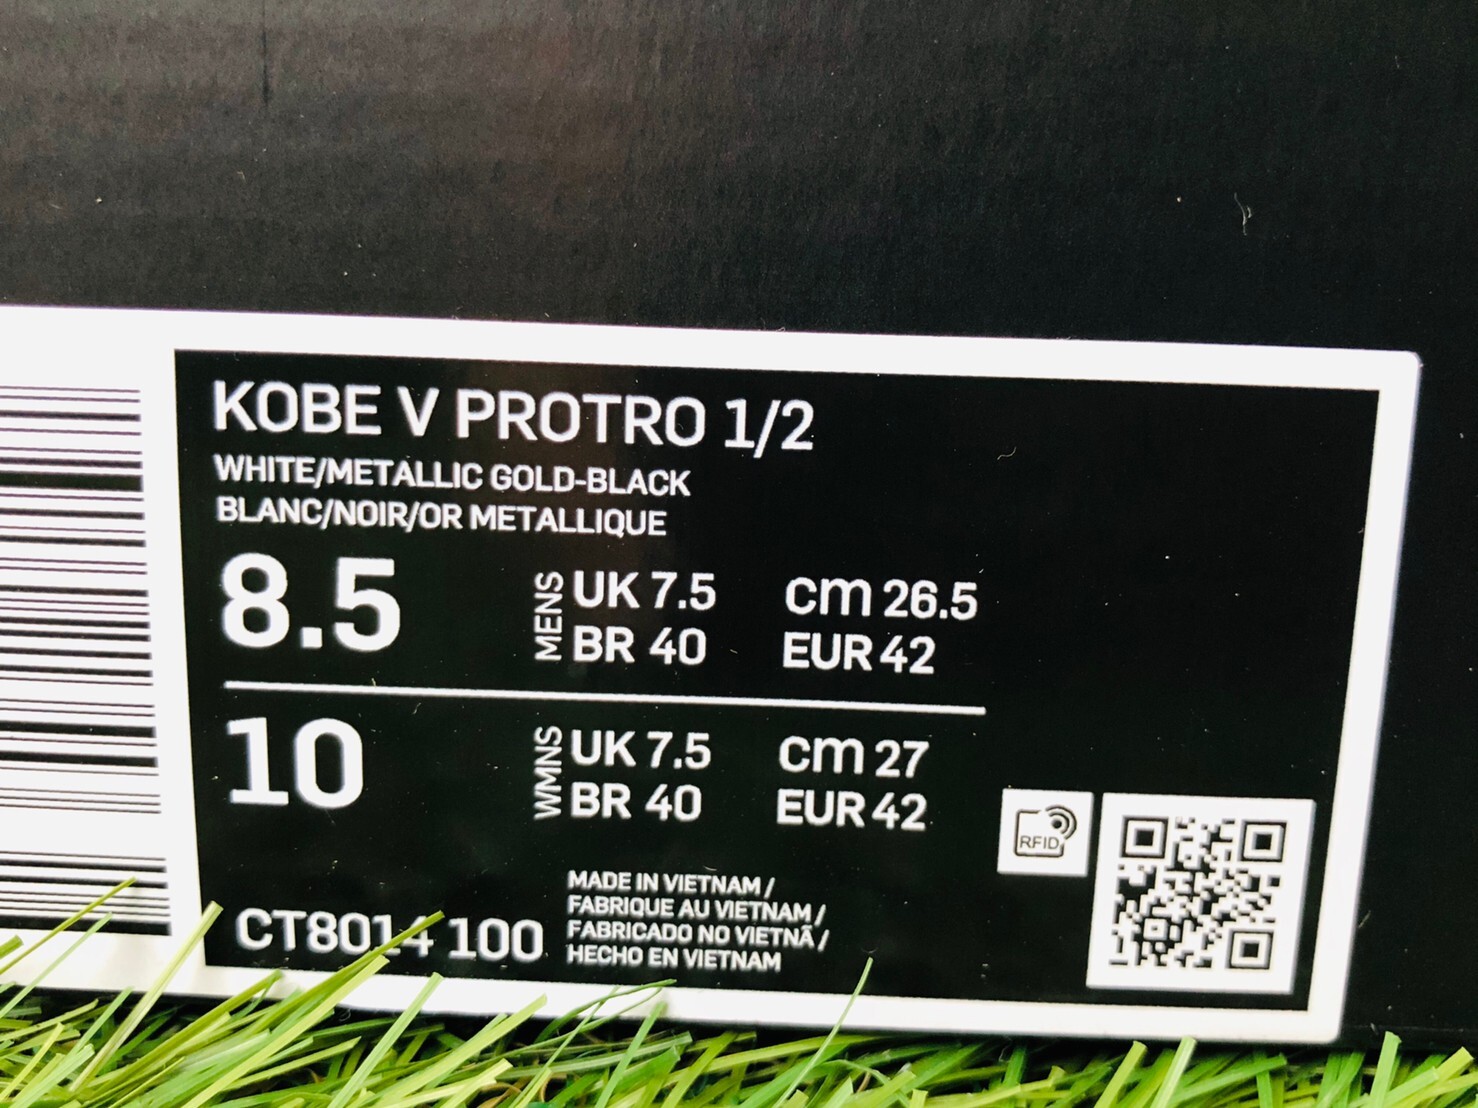 KOBE V PROTRO 1/2
WHITE/METALLIC GOLD-BLACK
BLANC/NOIR/OR METALLIQUE
8.5 MENS UK 7.5 cm 26.5
BR 40 EUR 42
10 WMNS UK 7.5 cm 27
BR 40 EUR 42
RFID
MADE IN VIETNAM /
FABRIQUE AU VIETNAM /
FABRICADO NO VIETNÃ /
HECHO EN VIETNAM
CT8014 100